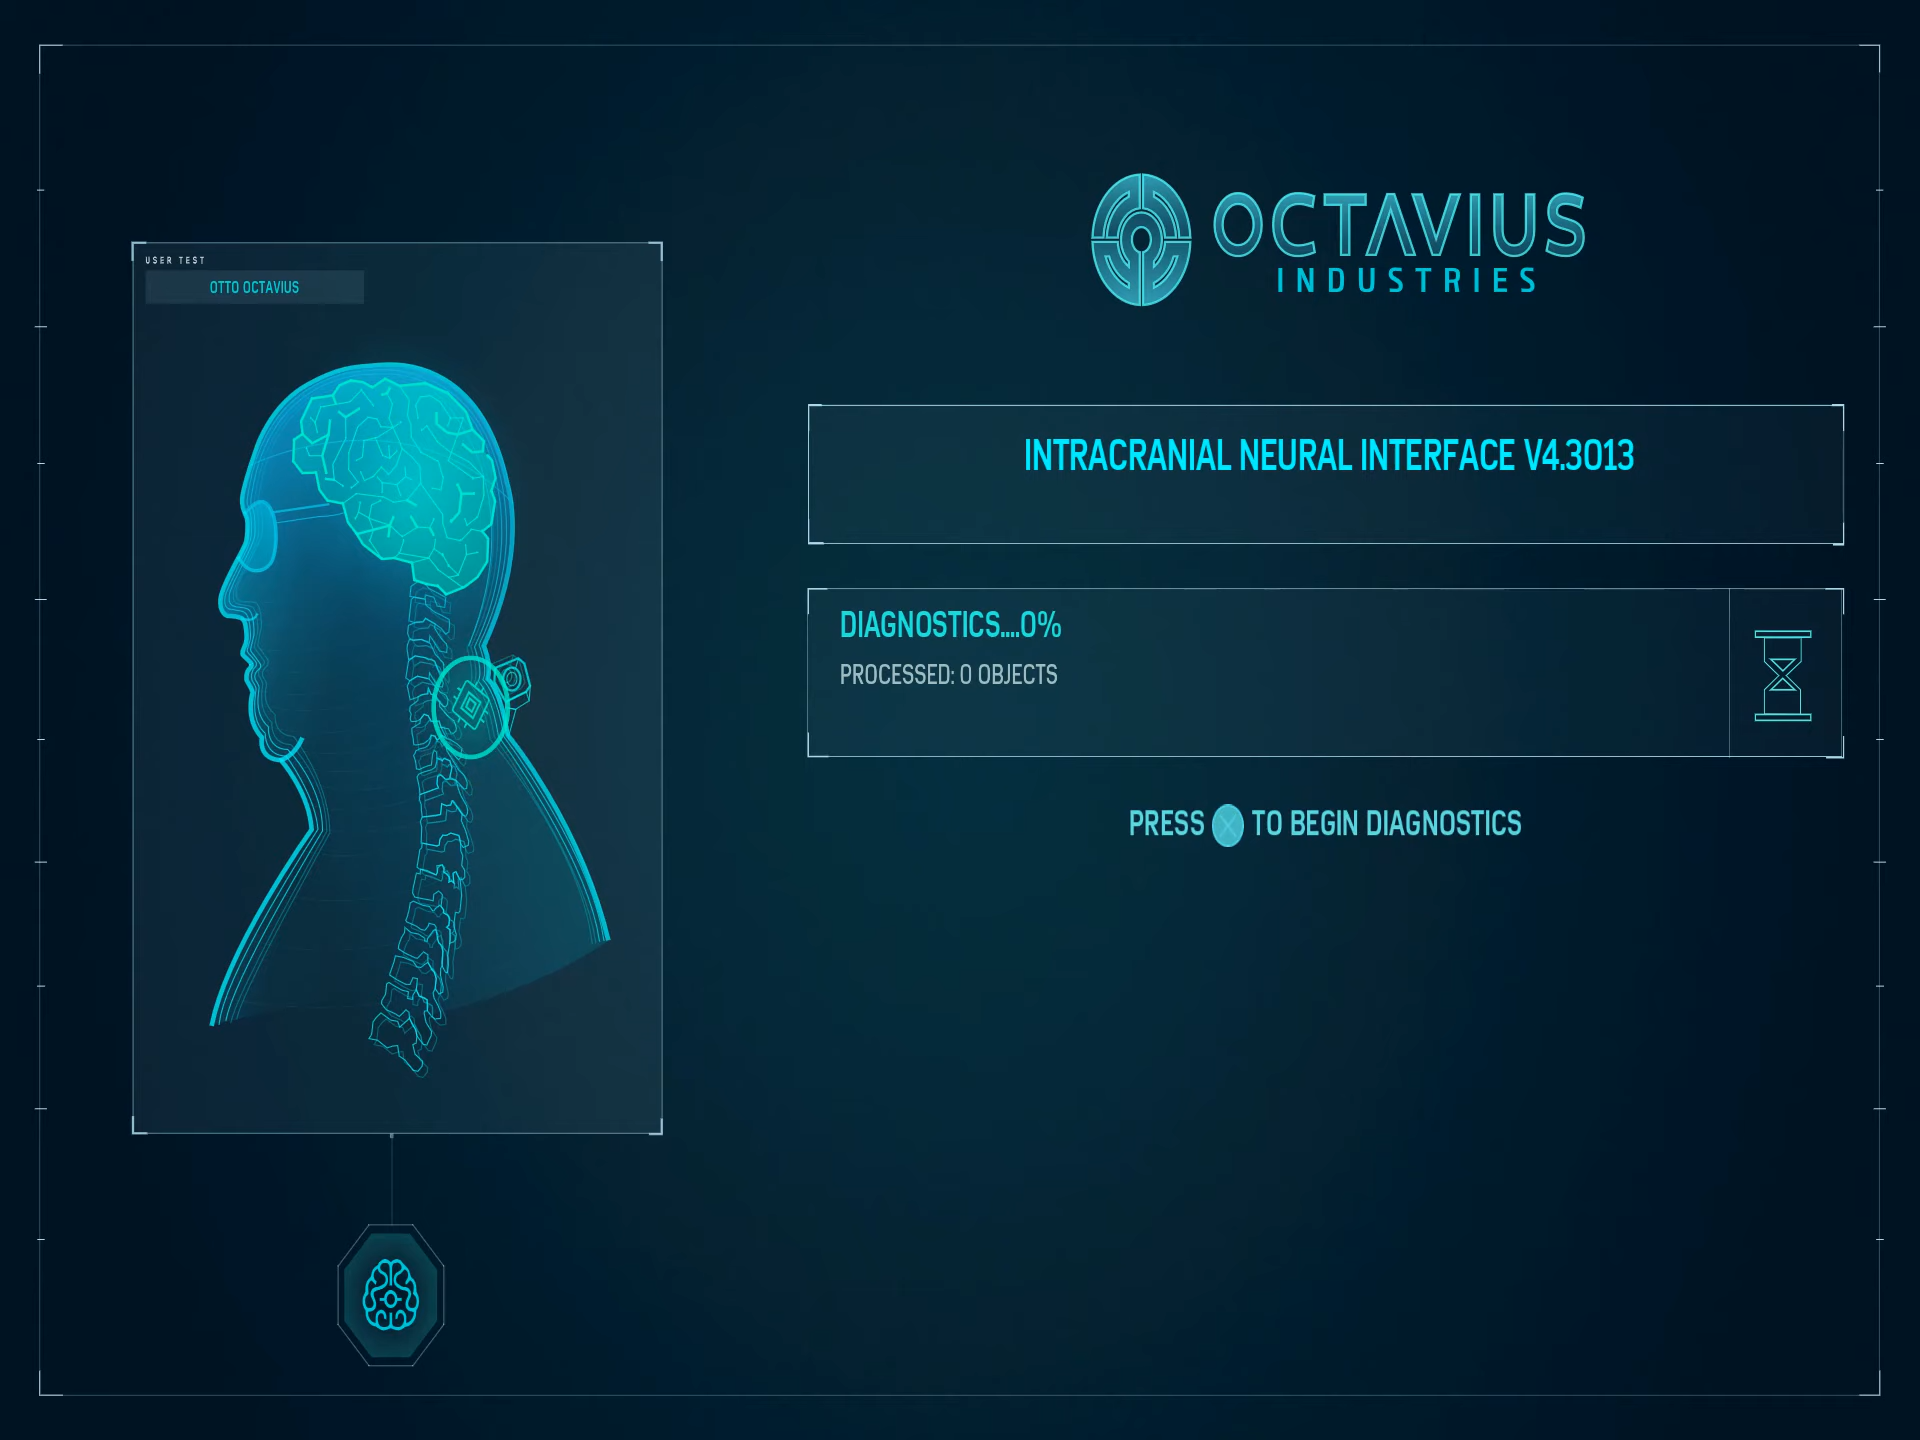 USER TEST
OTTO OCTAVIUS
OCTAVIUS
INDUSTRIES
INTRACRANIAL NEURAL INTERFACE V4.3013
DIAGNOSTICS....0%
PROCESSED: 0 OBJECTS
PRESS X TO BEGIN DIAGNOSTICS